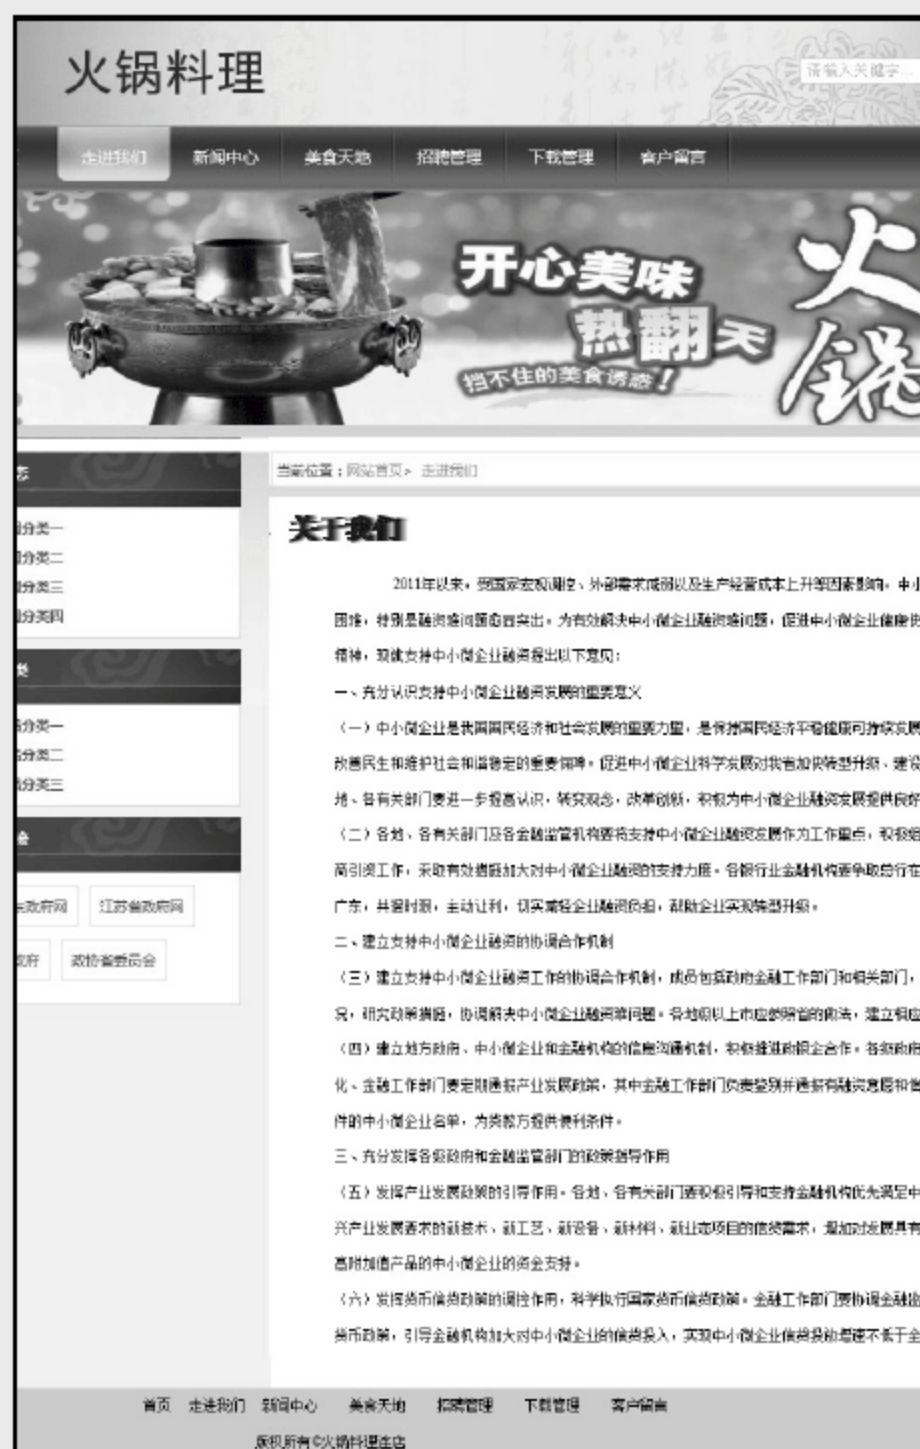 火锅料理
请输入关键字...
走进我们 新闻中心 美食天地 招聘管理 下载管理 客户留言
开心美味
热翻天
挡不住的美食诱惑！
火锅
当前位置：网站首页> 走进我们
态
分类一
分类二
分类三
分类四
类
分类一
分类二
分类三
政府网 江苏省政府网
政府 政协省委员会
关于我们
2011年以来，受国家宏观调控、外部需求减弱以及生产经营成本上升等因素影响，中小
困难，特别是融资难问题愈益突出。为有效解决中小微企业融资难问题，促进中小微企业健康快
精神，现就支持中小微企业融资提出以下意见：
一、充分认识支持中小微企业融资发展的重要意义
（一）中小微企业是我国国民经济和社会发展的重要力量，是保持国民经济平稳健康可持续发展
改善民生和维护社会和谐稳定的重要保障。促进中小微企业科学发展对我省加快转型升级、建设
地、各有关部门要进一步提高认识，转变观念，改革创新，积极为中小微企业融资发展提供良好
（二）各地、各有关部门及各金融监管机构要将支持中小微企业融资发展作为工作重点，积极
商引资工作，采取有效措施加大对中小微企业融资的支持力度。各银行业金融机构要争取总行在
广东，共渡时艰，主动让利，切实减轻企业融资负担，帮助企业实现转型升级。
二、建立支持中小微企业融资的协调合作机制
（三）建立支持中小微企业融资工作的协调合作机制，成员包括政府金融工作部门和相关部门，
况，研究政策措施，协调解决中小微企业融资难问题。各地级以上市应参照省的做法，建立相应
（四）建立地方政府、中小微企业和金融机构的信息沟通机制，积极推进政银企合作。各级政府
化、金融工作部门要定期通报产业发展政策，其中金融工作部门负责鉴别并通报有融资意愿和信
件的中小微企业名单，为贷款方提供便利条件。
三、充分发挥各级政府和金融监管部门的政策指导作用
（五）发挥产业发展政策的引导作用。各地、各有关部门要积极引导和支持金融机构优先满足中
兴产业发展要求的新技术、新工艺、新设备、新材料、新业态项目的信贷需求，增加对发展具有
高附加值产品的中小微企业的资金支持。
（六）发挥货币信贷政策的调控作用，科学执行国家货币信贷政策。金融工作部门要协调金融监
货币政策，引导金融机构加大对中小微企业的信贷投入，实现中小微企业信贷投放增速不低于全
首页 走进我们 新闻中心 美食天地 招聘管理 下载管理 客户留言
版权所有©火锅料理连店